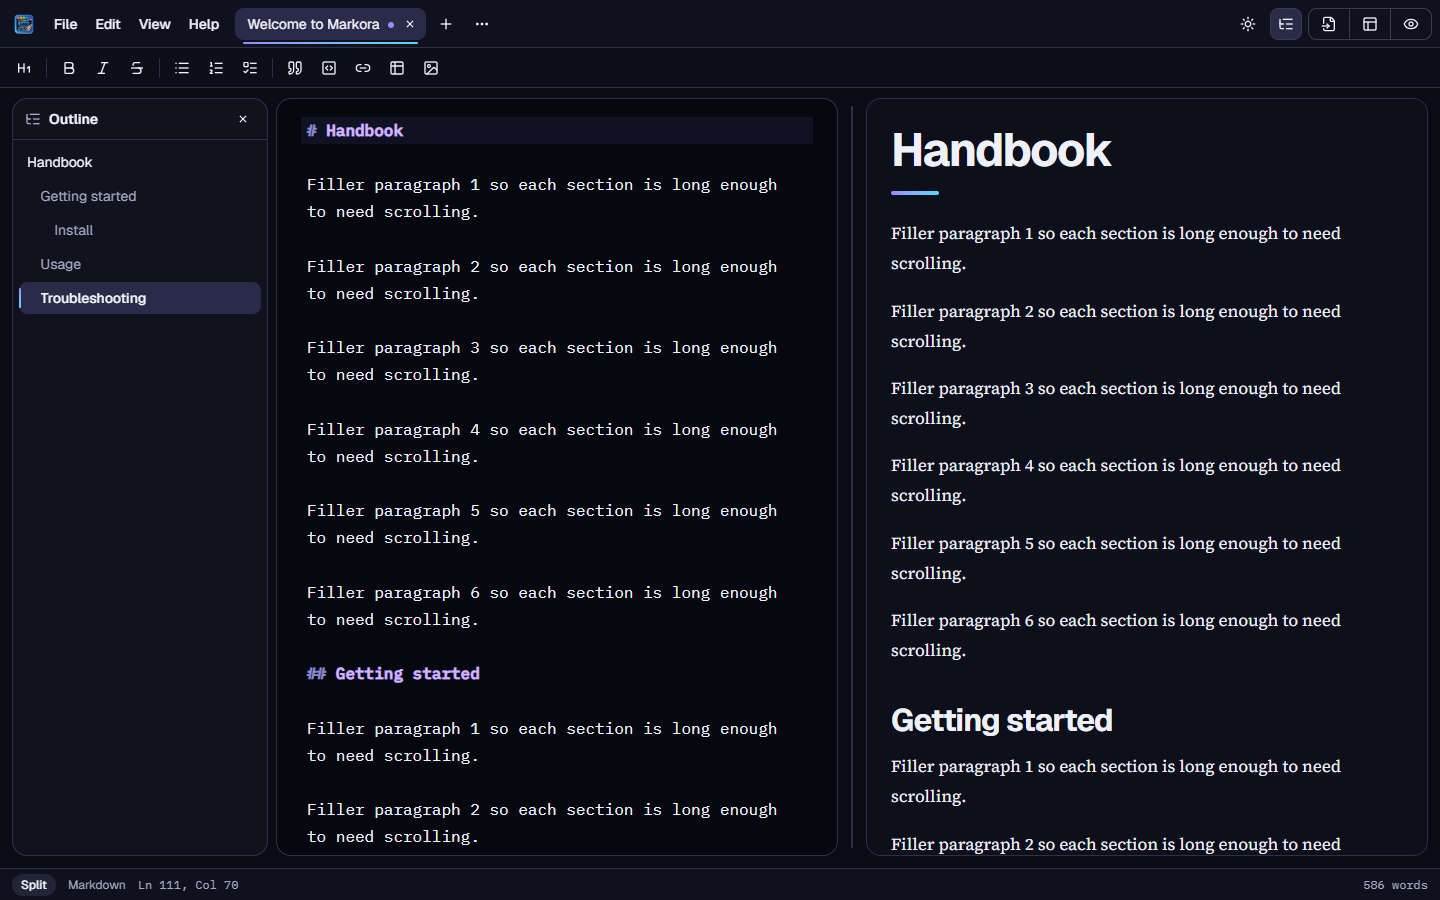 File Edit View Help Welcome to Markora
H1
Outline
Handbook
Getting started
Install
Usage
Troubleshooting
# Handbook
Filler paragraph 1 so each section is long enough
to need scrolling.
Filler paragraph 2 so each section is long enough
to need scrolling.
Filler paragraph 3 so each section is long enough
to need scrolling.
Filler paragraph 4 so each section is long enough
to need scrolling.
Filler paragraph 5 so each section is long enough
to need scrolling.
Filler paragraph 6 so each section is long enough
to need scrolling.
## Getting started
Filler paragraph 1 so each section is long enough
to need scrolling.
Filler paragraph 2 so each section is long enough
to need scrolling.
Handbook
Filler paragraph 1 so each section is long enough to need
scrolling.
Filler paragraph 2 so each section is long enough to need
scrolling.
Filler paragraph 3 so each section is long enough to need
scrolling.
Filler paragraph 4 so each section is long enough to need
scrolling.
Filler paragraph 5 so each section is long enough to need
scrolling.
Filler paragraph 6 so each section is long enough to need
scrolling.
Getting started
Filler paragraph 1 so each section is long enough to need
scrolling.
Filler paragraph 2 so each section is long enough to need
Split Markdown Ln 111, Col 70 586 words